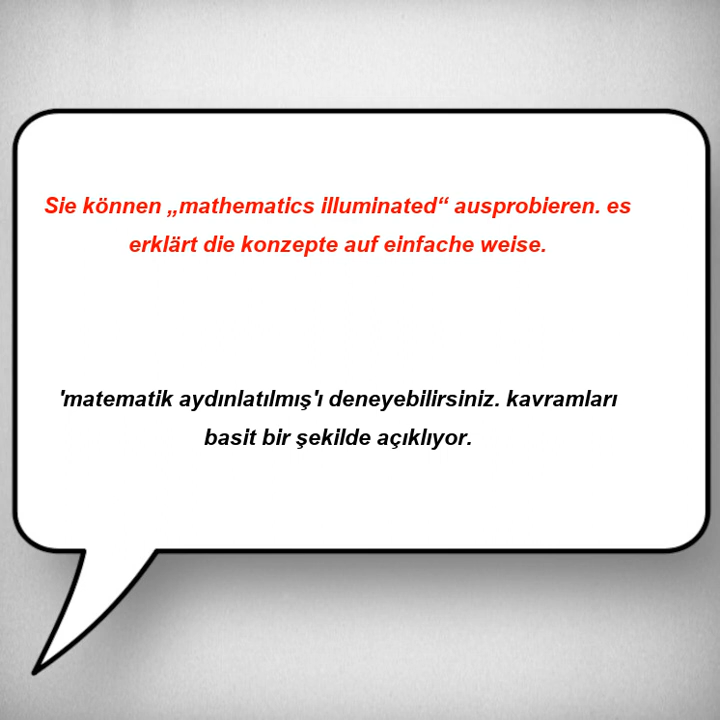 Sie können „mathematics illuminated“ ausprobieren. es
erklärt die konzepte auf einfache weise.
'matematik aydınlatılmış'ı deneyebilirsiniz. kavramları
basit bir şekilde açıklıyor.